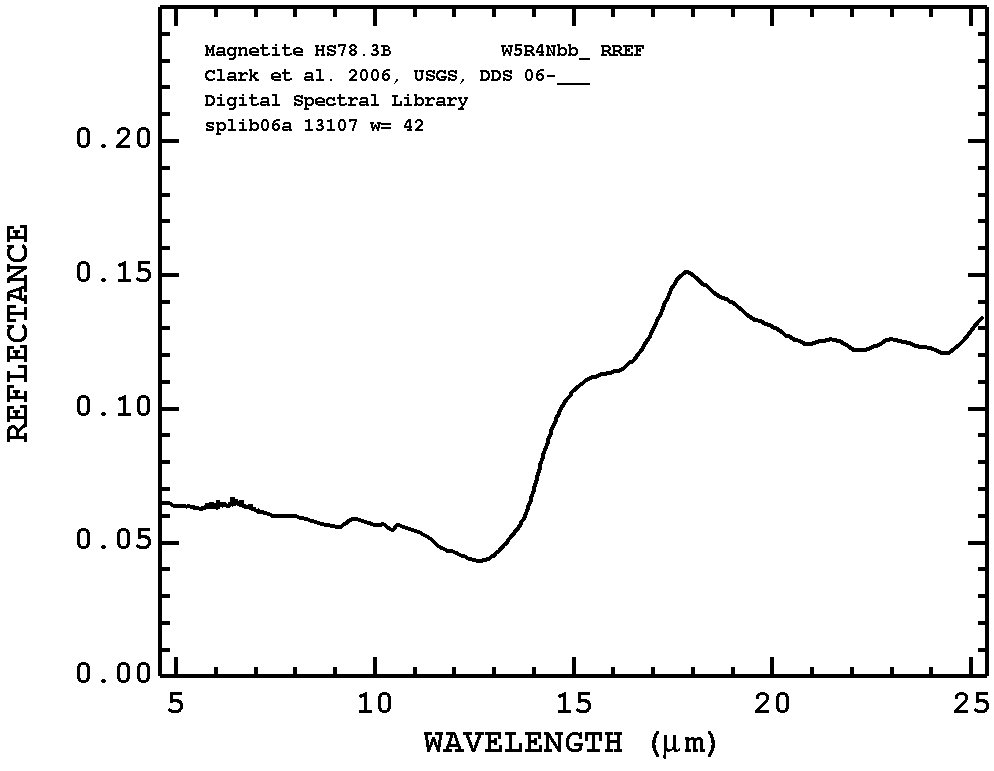 Magnetite HS78.3B W5R4Nbb_ RREF
Clark et al. 2006, USGS, DDS 06-___
Digital Spectral Library
splib06a 13107 w= 42
REFLECTANCE
0.20
0.15
0.10
0.05
0.00
5 10 15 20 25
WAVELENGTH (μm)